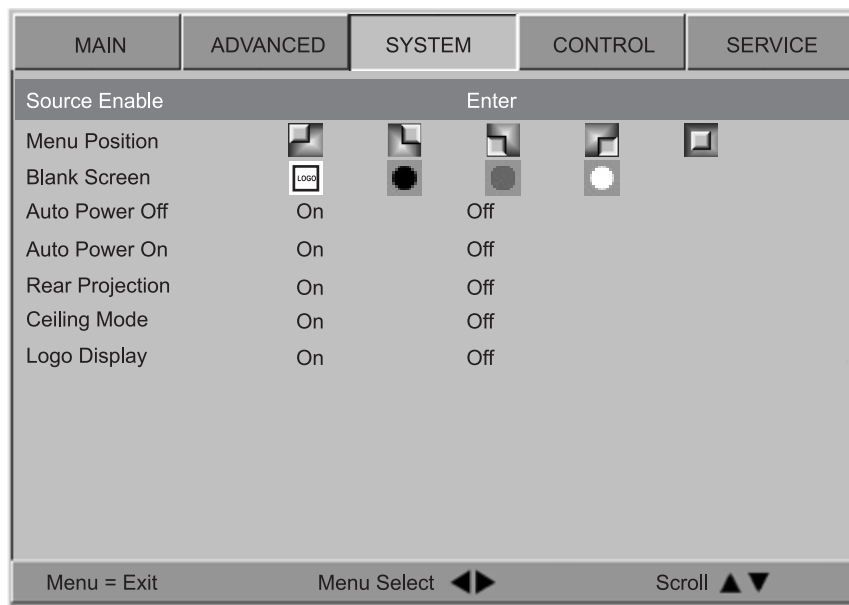 MAIN ADVANCED SYSTEM CONTROL SERVICE
Source Enable Enter
Menu Position
Blank Screen LOGO
Auto Power Off On Off
Auto Power On On Off
Rear Projection On Off
Ceiling Mode On Off
Logo Display On Off
Menu = Exit Menu Select Scroll